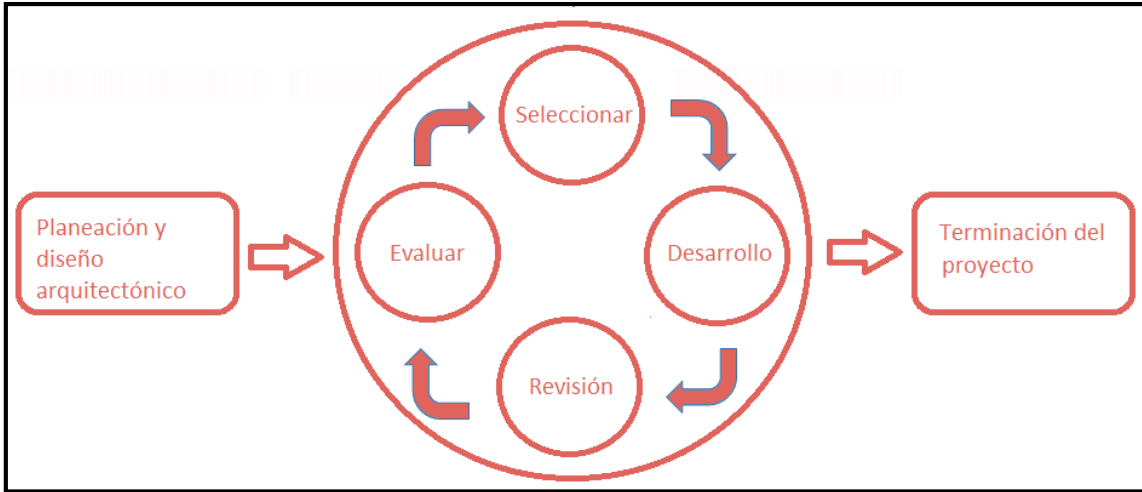 Seleccionar
Planeación y
diseño
arquitectónico
Evaluar
Desarrollo
Terminación del
proyecto
Revisión